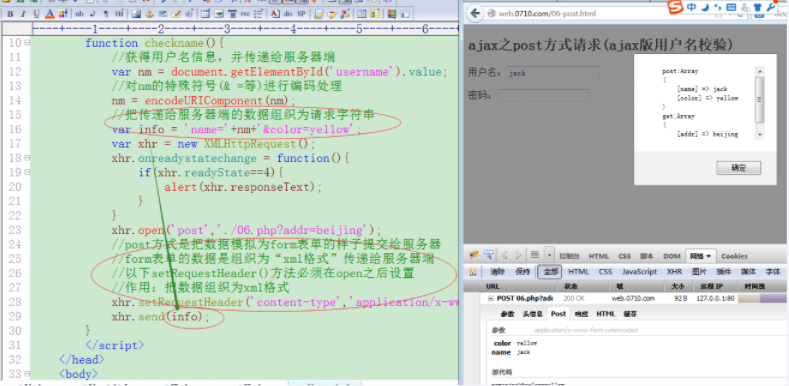 web.0710.com/06-post.html
中
----+----1----+----2----+----3----+----4----+----5----+----6--
10 function checkname(){
11 //获得用户名信息，并传递给服务器端
12 var nm = document.getElementById('username').value;
13 //对nm的特殊符号(& =等)进行编码处理
14 nm = encodeURIComponent(nm);
15 //把传递给服务器端的数据组织为请求字符串
16 var info = 'name='+nm+'&color=yellow';
17 var xhr = new XMLHttpRequest();
18 xhr.onreadystatechange = function(){
19 if(xhr.readyState==4){
20 alert(xhr.responseText);
21 }
22 }
23 xhr.open('post','./06.php?addr=beijing');
24 //post方式是把数据模拟为form表单的样子提交给服务器
25 //form表单的数据是组织为“xml格式”传递给服务器端
26 //以下setRequestHeader()方法必须在open之后设置
27 //作用：把数据组织为xml格式
28 xhr.setRequestHeader('content-type','application/x-ww
29 xhr.send(info);
30 }
31 </script>
32 </head>
33 <body>
ajax之post方式请求(ajax版用户名校验)
用户名： jack
密码：
post:Array
(
[name] => jack
[color] => yellow
)
get:Array
(
[addr] => beijing
确定
控制台 HTML CSS 脚本 DOM 网络 Cookies
清除 保持 全部 HTML CSS JavaScript XHR 图片 插件 媒体 字体
URL 状态 域 大小 远程 IP 时间线
POST 06.php?addr 200 OK web.0710.com 92 B 127.0.0.1:80
参数 头信息 Post 响应 HTML 缓存
参数 application/x-www-form-urlencoded
color yellow
name jack
源代码